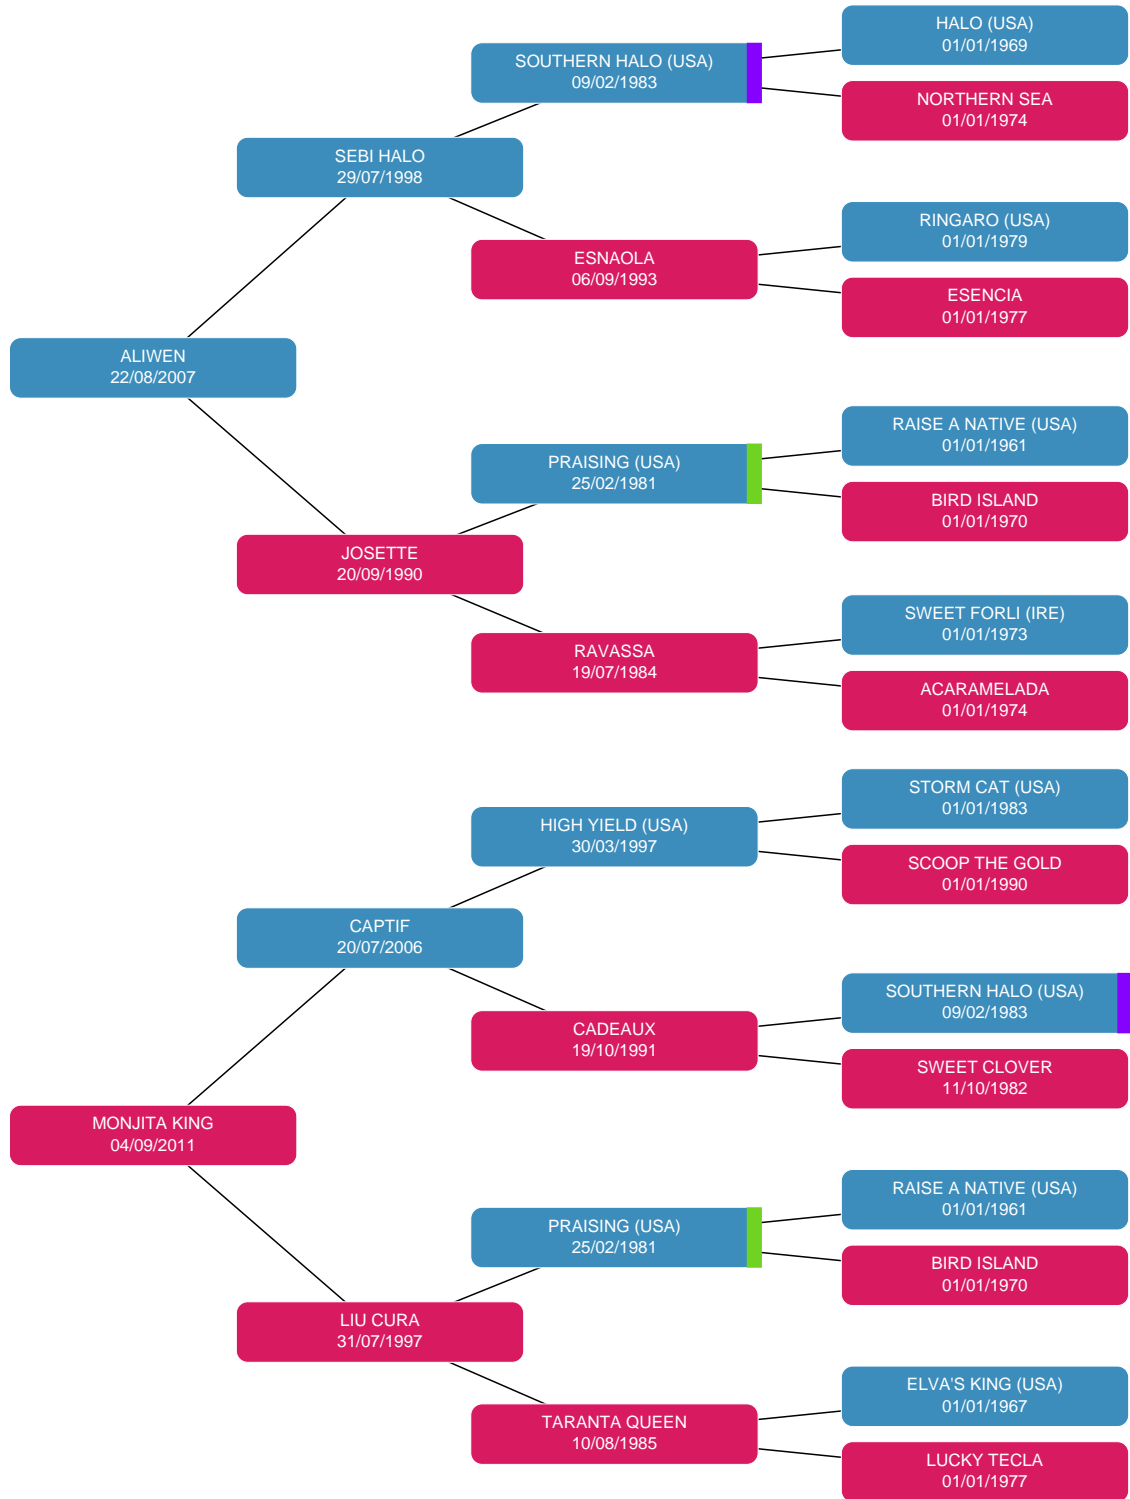 HALO (USA)
01/01/1969
SOUTHERN HALO (USA)
09/02/1983
NORTHERN SEA
01/01/1974
SEBI HALO
29/07/1998
RINGARO (USA)
01/01/1979
ESNAOLA
06/09/1993
ESENCIA
01/01/1977
ALIWEN
22/08/2007
RAISE A NATIVE (USA)
01/01/1961
PRAISING (USA)
25/02/1981
BIRD ISLAND
01/01/1970
JOSETTE
20/09/1990
SWEET FORLI (IRE)
01/01/1973
RAVASSA
19/07/1984
ACARAMELADA
01/01/1974
STORM CAT (USA)
01/01/1983
HIGH YIELD (USA)
30/03/1997
SCOOP THE GOLD
01/01/1990
CAPTIF
20/07/2006
SOUTHERN HALO (USA)
09/02/1983
CADEAUX
19/10/1991
SWEET CLOVER
11/10/1982
MONJITA KING
04/09/2011
RAISE A NATIVE (USA)
01/01/1961
PRAISING (USA)
25/02/1981
BIRD ISLAND
01/01/1970
LIU CURA
31/07/1997
ELVA'S KING (USA)
01/01/1967
TARANTA QUEEN
10/08/1985
LUCKY TECLA
01/01/1977